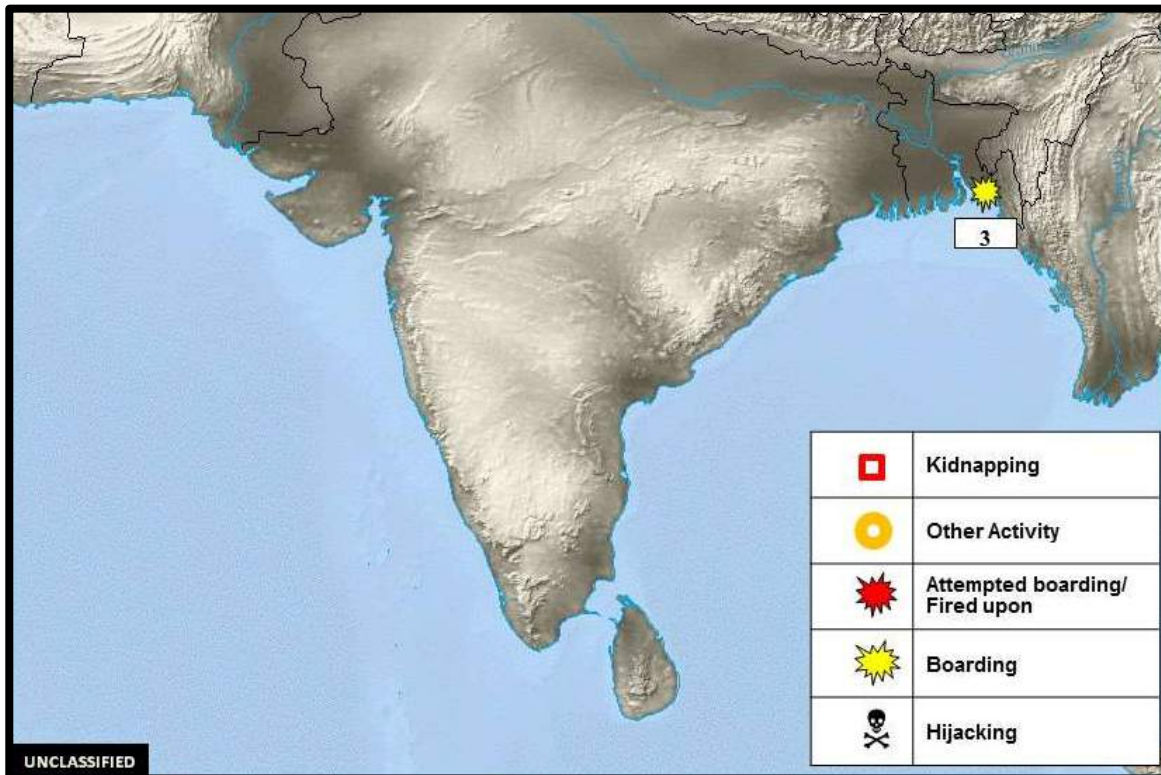 3
Kidnapping
Other Activity
Attempted boarding/
Fired upon
Boarding
Hijacking
UNCLASSIFIED